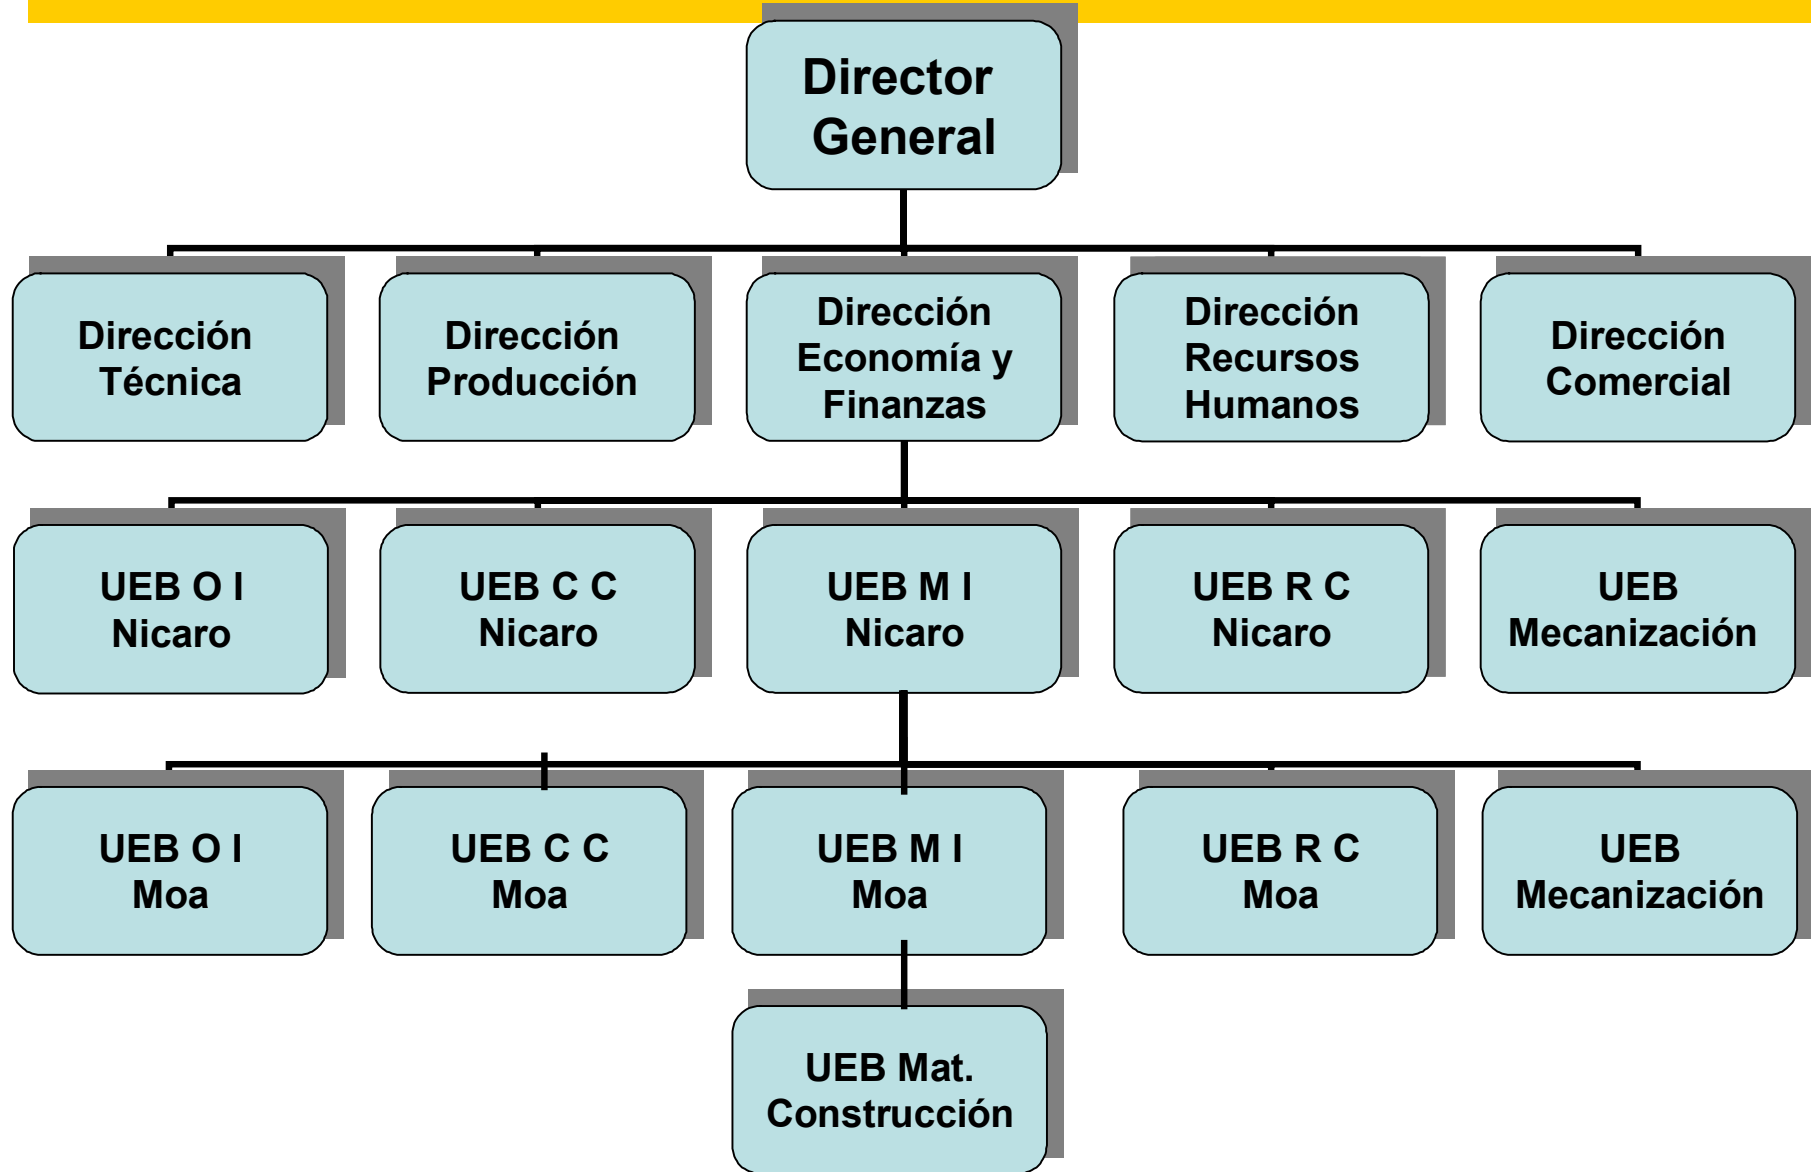 Director
General
Dirección
Técnica
Dirección
Producción
Dirección
Economía y
Finanzas
Dirección
Recursos
Humanos
Dirección
Comercial
UEB O I
Nicaro
UEB C C
Nicaro
UEB M I
Nicaro
UEB R C
Nicaro
UEB
Mecanización
UEB O I
Moa
UEB C C
Moa
UEB M I
Moa
UEB R C
Moa
UEB
Mecanización
UEB Mat.
Construcción